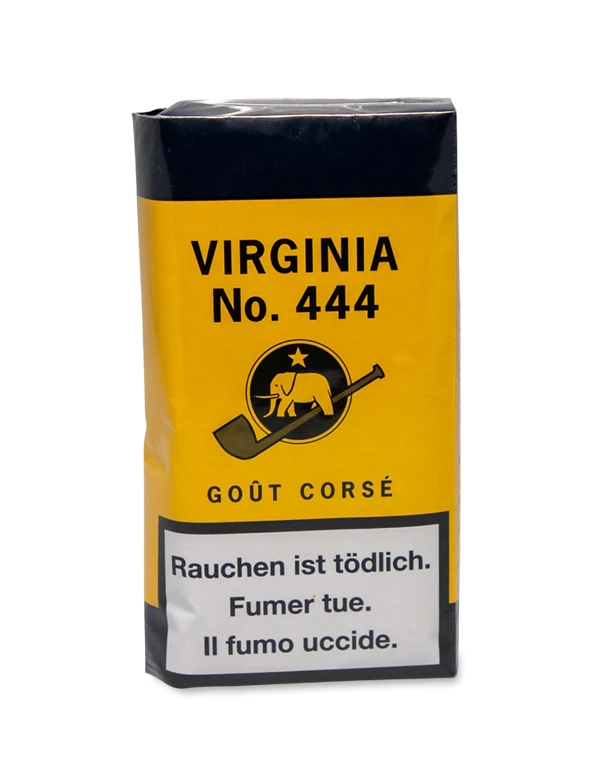 VIRGINIA
No. 444
GOÛT CORSÉ
Rauchen ist tödlich.
Fumer tue.
Il fumo uccide.